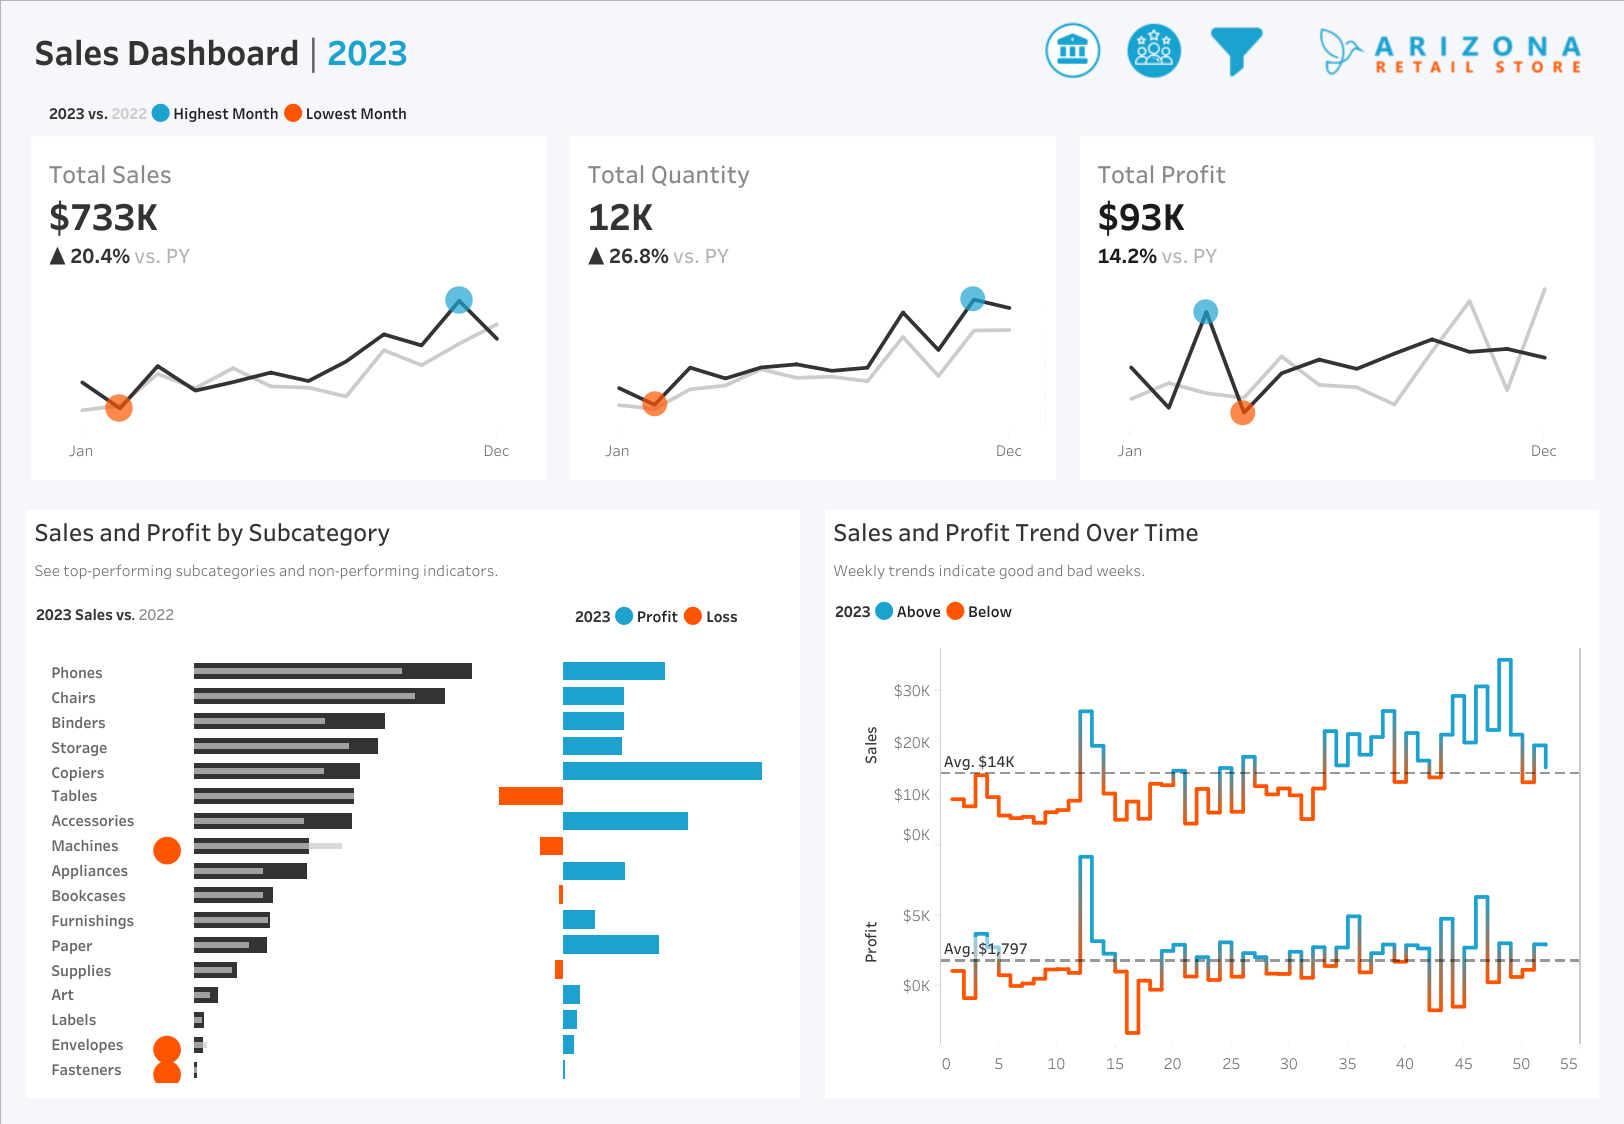 Sales Dashboard | 2023
ARIZONA
RETAIL STORE
2023 vs. 2022 Highest Month Lowest Month
Total Sales
$733K
▲ 20.4% vs. PY
Jan Dec
Total Quantity
12K
▲ 26.8% vs. PY
Jan Dec
Total Profit
$93K
14.2% vs. PY
Jan Dec
Sales and Profit by Subcategory
See top-performing subcategories and non-performing indicators.
2023 Sales vs. 2022
2023 Profit Loss
Phones
Chairs
Binders
Storage
Copiers
Tables
Accessories
Machines
Appliances
Bookcases
Furnishings
Paper
Supplies
Art
Labels
Envelopes
Fasteners
Sales and Profit Trend Over Time
Weekly trends indicate good and bad weeks.
2023 Above Below
Sales
$30K
$20K
Avg. $14K
$10K
$0K
Profit
$5K
Avg. $1,797
$0K
0 5 10 15 20 25 30 35 40 45 50 55